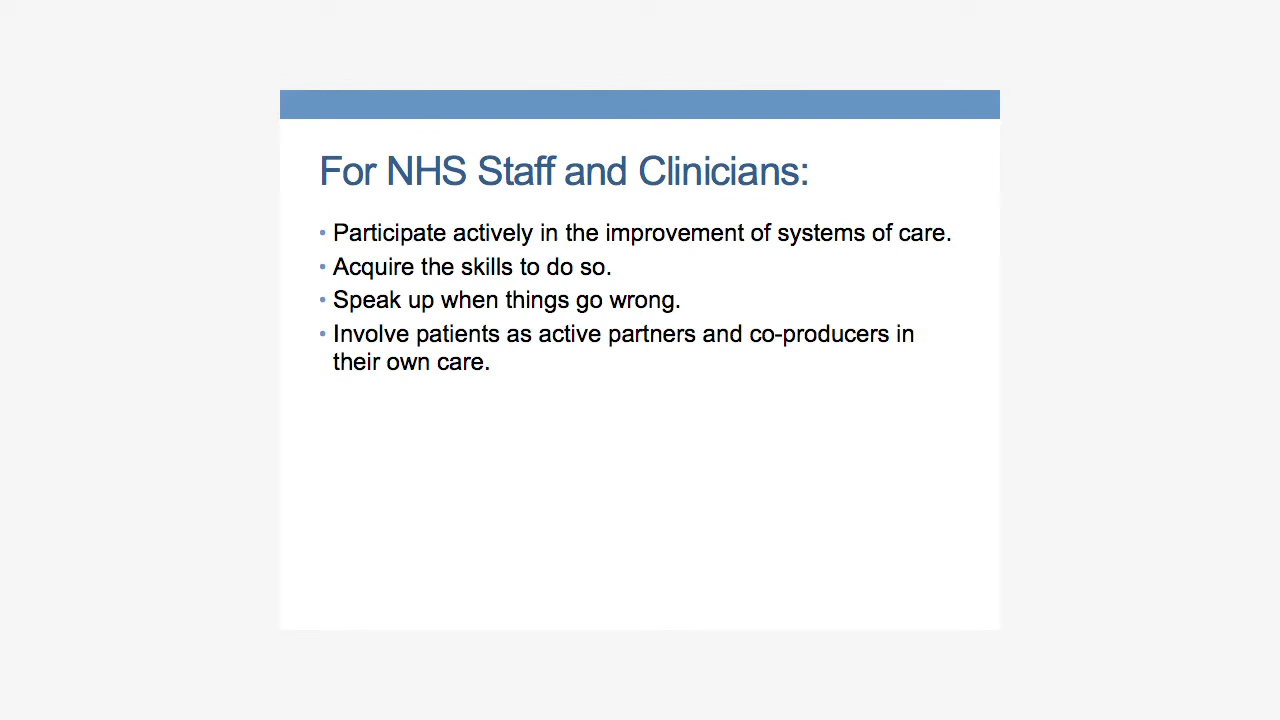 For NHS Staff and Clinicians:
• Participate actively in the improvement of systems of care.
• Acquire the skills to do so.
• Speak up when things go wrong.
• Involve patients as active partners and co-producers in
their own care.